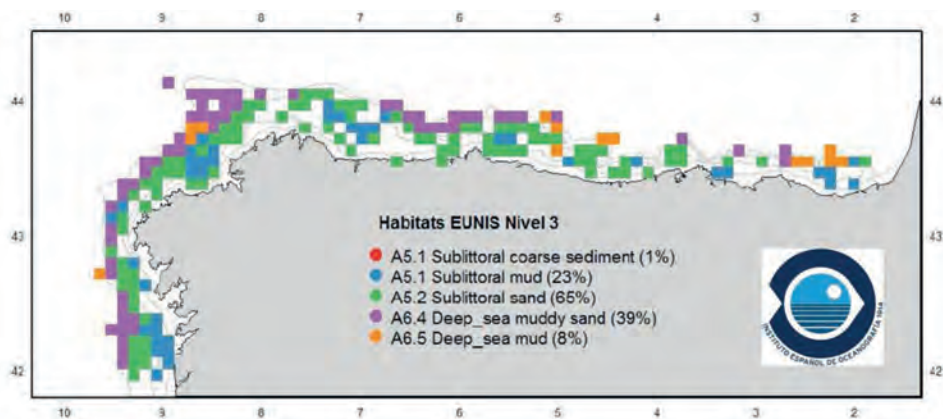 10 9 8 7 6 5 4 3 2
44 44
43 43
42 42
Habitats EUNIS Nivel 3
A5.1 Sublittoral coarse sediment (1%)
A5.1 Sublittoral mud (23%)
A5.2 Sublittoral sand (65%)
A6.4 Deep_sea muddy sand (39%)
A6.5 Deep_sea mud (8%)
INSTITUTO ESPAÑOL DE OCEANOGRAFÍA 1914
10 9 8 7 6 5 4 3 2